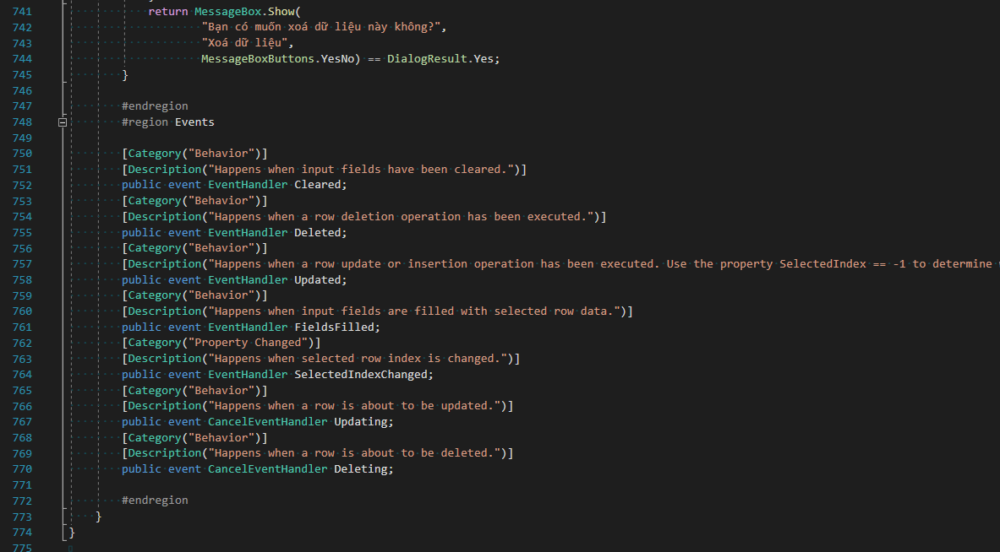 741 return MessageBox.Show(
742 "Bạn có muốn xoá dữ liệu này không?",
743 "Xoá dữ liệu",
744 MessageBoxButtons.YesNo) == DialogResult.Yes;
745 }
746
747 #endregion
748 #region Events
749
750 [Category("Behavior")]
751 [Description("Happens when input fields have been cleared.")]
752 public event EventHandler Cleared;
753 [Category("Behavior")]
754 [Description("Happens when a row deletion operation has been executed.")]
755 public event EventHandler Deleted;
756 [Category("Behavior")]
757 [Description("Happens when a row update or insertion operation has been executed. Use the property SelectedIndex == -1 to determine
758 public event EventHandler Updated;
759 [Category("Behavior")]
760 [Description("Happens when input fields are filled with selected row data.")]
761 public event EventHandler FieldsFilled;
762 [Category("Property Changed")]
763 [Description("Happens when selected row index is changed.")]
764 public event EventHandler SelectedIndexChanged;
765 [Category("Behavior")]
766 [Description("Happens when a row is about to be updated.")]
767 public event CancelEventHandler Updating;
768 [Category("Behavior")]
769 [Description("Happens when a row is about to be deleted.")]
770 public event CancelEventHandler Deleting;
771
772 #endregion
773 }
774 }
775